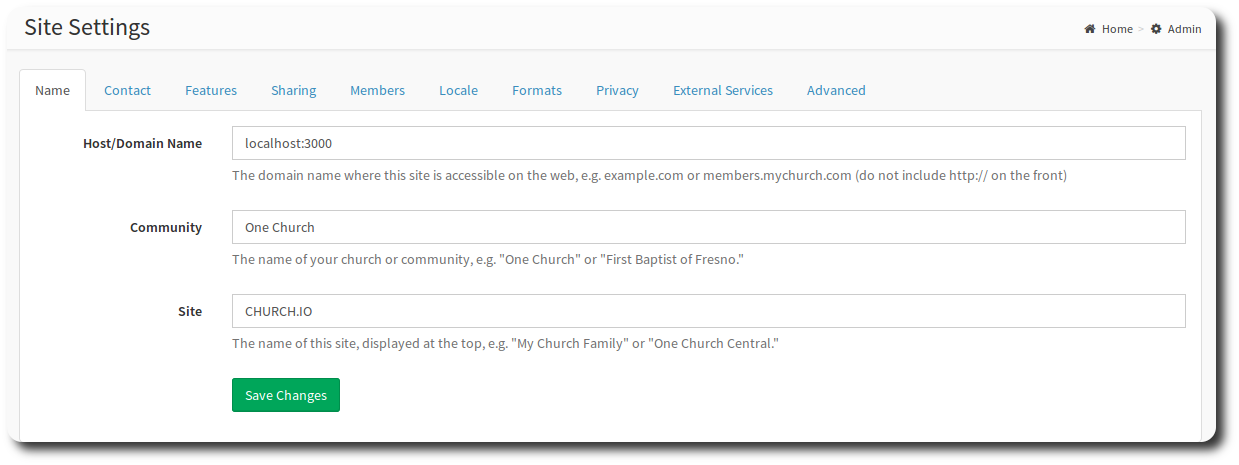 Site Settings
Home > Admin
Name Contact Features Sharing Members Locale Formats Privacy External Services Advanced
Host/Domain Name localhost:3000
The domain name where this site is accessible on the web, e.g. example.com or members.mychurch.com (do not include http:// on the front)
Community One Church
The name of your church or community, e.g. "One Church" or "First Baptist of Fresno."
Site CHURCH.IO
The name of this site, displayed at the top, e.g. "My Church Family" or "One Church Central."
Save Changes